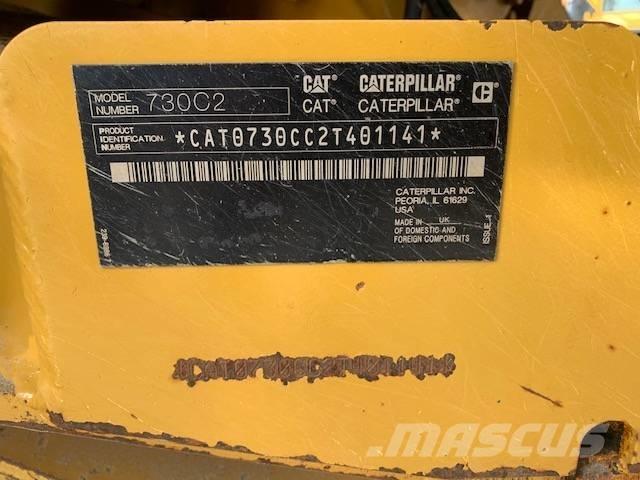 MODEL NUMBER 730C2
CAT CATERPILLAR
CAT® CATERPILLAR®
PRODUCT IDENTIFICATION NUMBER *CAT0730CC2T401141*
CATERPILLAR INC.
PEORIA, IL 61629
USA
MADE IN UK
OF DOMESTIC AND
FOREIGN COMPONENTS
ISSUE 4
MASCUS